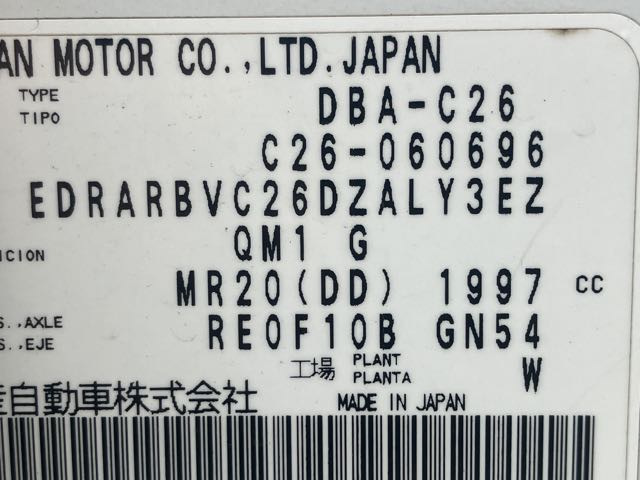 AN MOTOR CO.,LTD.JAPAN
TYPE DBA-C26
TIPO
C26-060696
EDRARBVC26DZALY3EZ
ICION QM1 G
MR20(DD) 1997 CC
S.,AXLE RE0F10B GN54
S.,EJE
工場 PLANT W
PLANTA
産自動車株式会社 MADE IN JAPAN